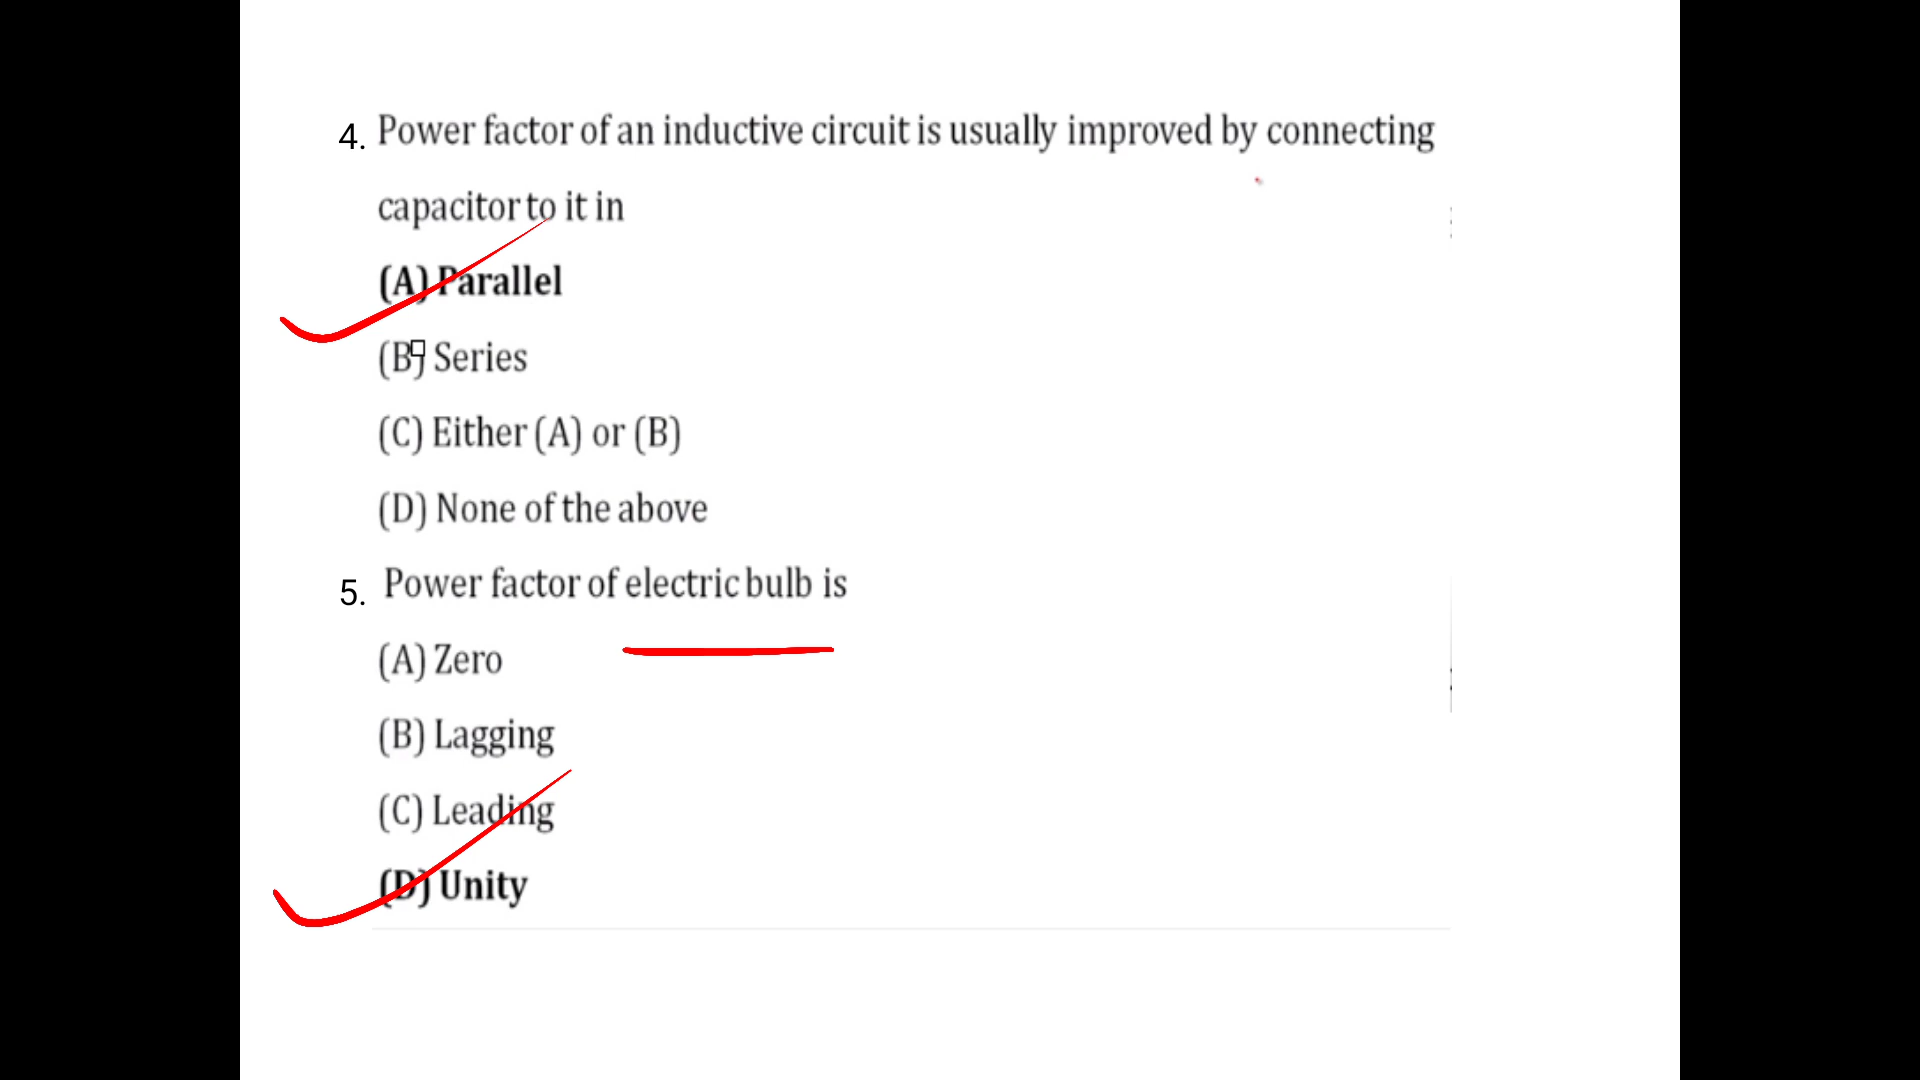 4. Power factor of an inductive circuit is usually improved by connecting
capacitor to it in
(A) Parallel
(B) Series
(C) Either (A) or (B)
(D) None of the above
5. Power factor of electric bulb is
(A) Zero
(B) Lagging
(C) Leading
(D) Unity